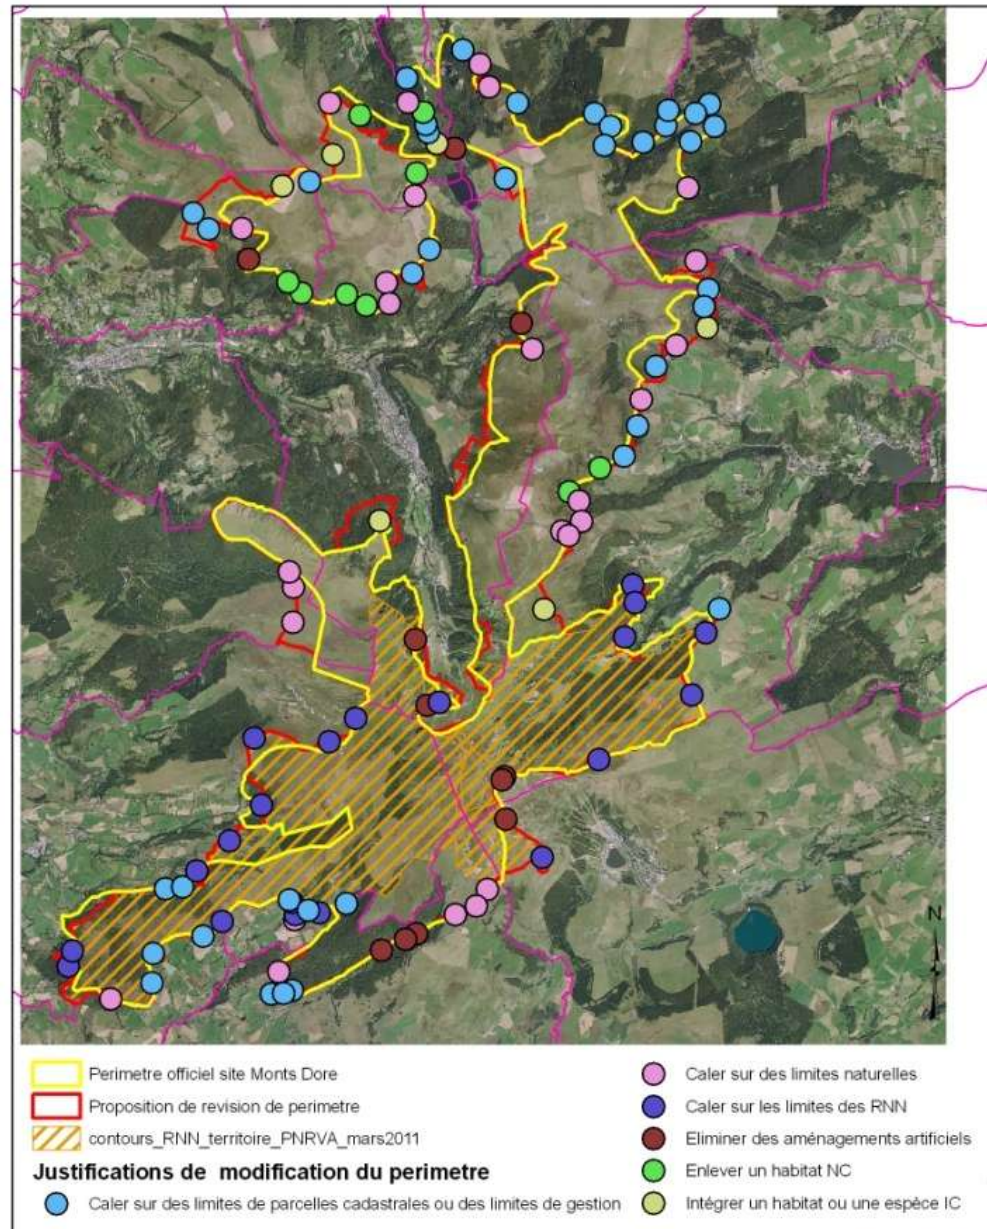 N
Perimetre officiel site Monts Dore
Proposition de revision de perimetre
contours_RNN_territoire_PNRVA_mars2011
Justifications de modification du perimetre
Caler sur des limites de parcelles cadastrales ou des limites de gestion
Caler sur des limites naturelles
Caler sur les limites des RNN
Eliminer des aménagements artificiels
Enlever un habitat NC
Intégrer un habitat ou une espèce IC